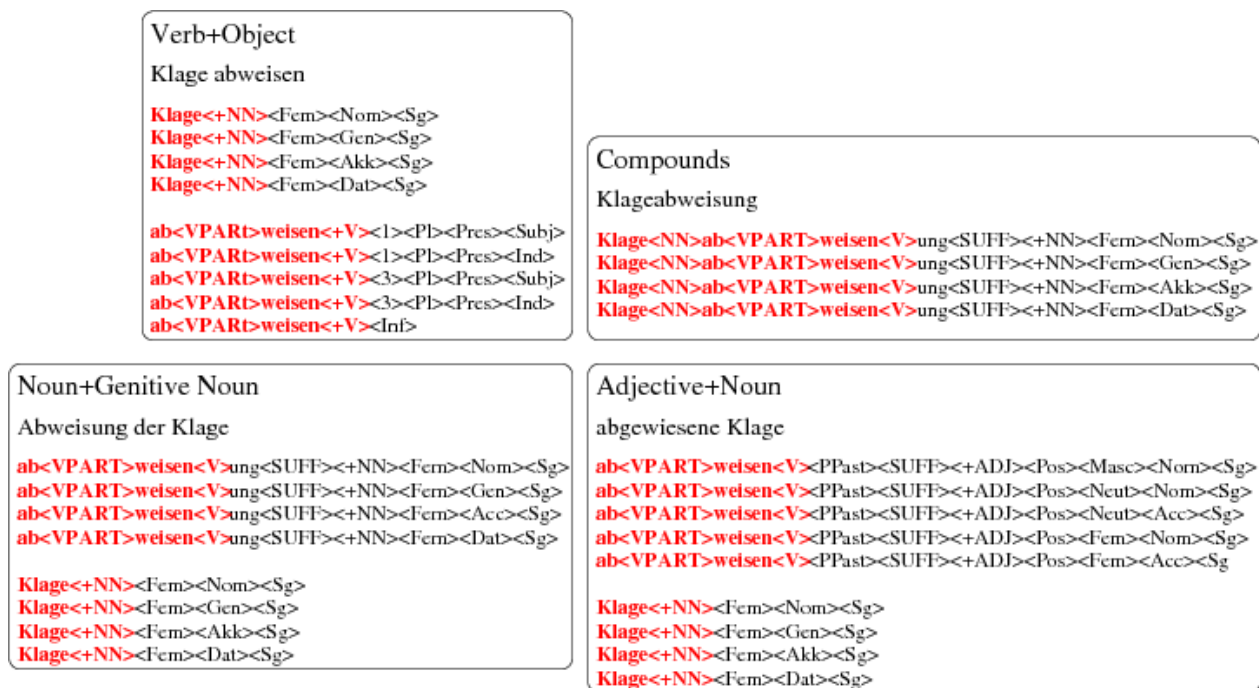 Verb+Object
Klage abweisen
Klage<+NN><Fem><Nom><Sg>
Klage<+NN><Fem><Gen><Sg>
Klage<+NN><Fem><Akk><Sg>
Klage<+NN><Fem><Dat><Sg>
ab<VPARt>weisen<+V><1><Pl><Pres><Subj>
ab<VPARt>weisen<+V><1><Pl><Pres><Ind>
ab<VPARt>weisen<+V><3><Pl><Pres><Subj>
ab<VPARt>weisen<+V><3><Pl><Pres><Ind>
ab<VPARt>weisen<+V><Inf>
Compounds
Klageabweisung
Klage<NN>ab<VPART>weisen<V>ung<SUFF><+NN><Fem><Nom><Sg>
Klage<NN>ab<VPART>weisen<V>ung<SUFF><+NN><Fem><Gen><Sg>
Klage<NN>ab<VPART>weisen<V>ung<SUFF><+NN><Fem><Akk><Sg>
Klage<NN>ab<VPART>weisen<V>ung<SUFF><+NN><Fem><Dat><Sg>
Noun+Genitive Noun
Abweisung der Klage
ab<VPART>weisen<V>ung<SUFF><+NN><Fem><Nom><Sg>
ab<VPART>weisen<V>ung<SUFF><+NN><Fem><Gen><Sg>
ab<VPART>weisen<V>ung<SUFF><+NN><Fem><Acc><Sg>
ab<VPART>weisen<V>ung<SUFF><+NN><Fem><Dat><Sg>
Klage<+NN><Fem><Nom><Sg>
Klage<+NN><Fem><Gen><Sg>
Klage<+NN><Fem><Akk><Sg>
Klage<+NN><Fem><Dat><Sg>
Adjective+Noun
abgewiesene Klage
ab<VPART>weisen<V><PPast><SUFF><+ADJ><Pos><Masc><Nom><Sg>
ab<VPART>weisen<V><PPast><SUFF><+ADJ><Pos><Neut><Nom><Sg>
ab<VPART>weisen<V><PPast><SUFF><+ADJ><Pos><Neut><Acc><Sg>
ab<VPART>weisen<V><PPast><SUFF><+ADJ><Pos><Fem><Nom><Sg>
ab<VPART>weisen<V><PPast><SUFF><+ADJ><Pos><Fem><Acc><Sg
Klage<+NN><Fem><Nom><Sg>
Klage<+NN><Fem><Gen><Sg>
Klage<+NN><Fem><Akk><Sg>
Klage<+NN><Fem><Dat><Sg>